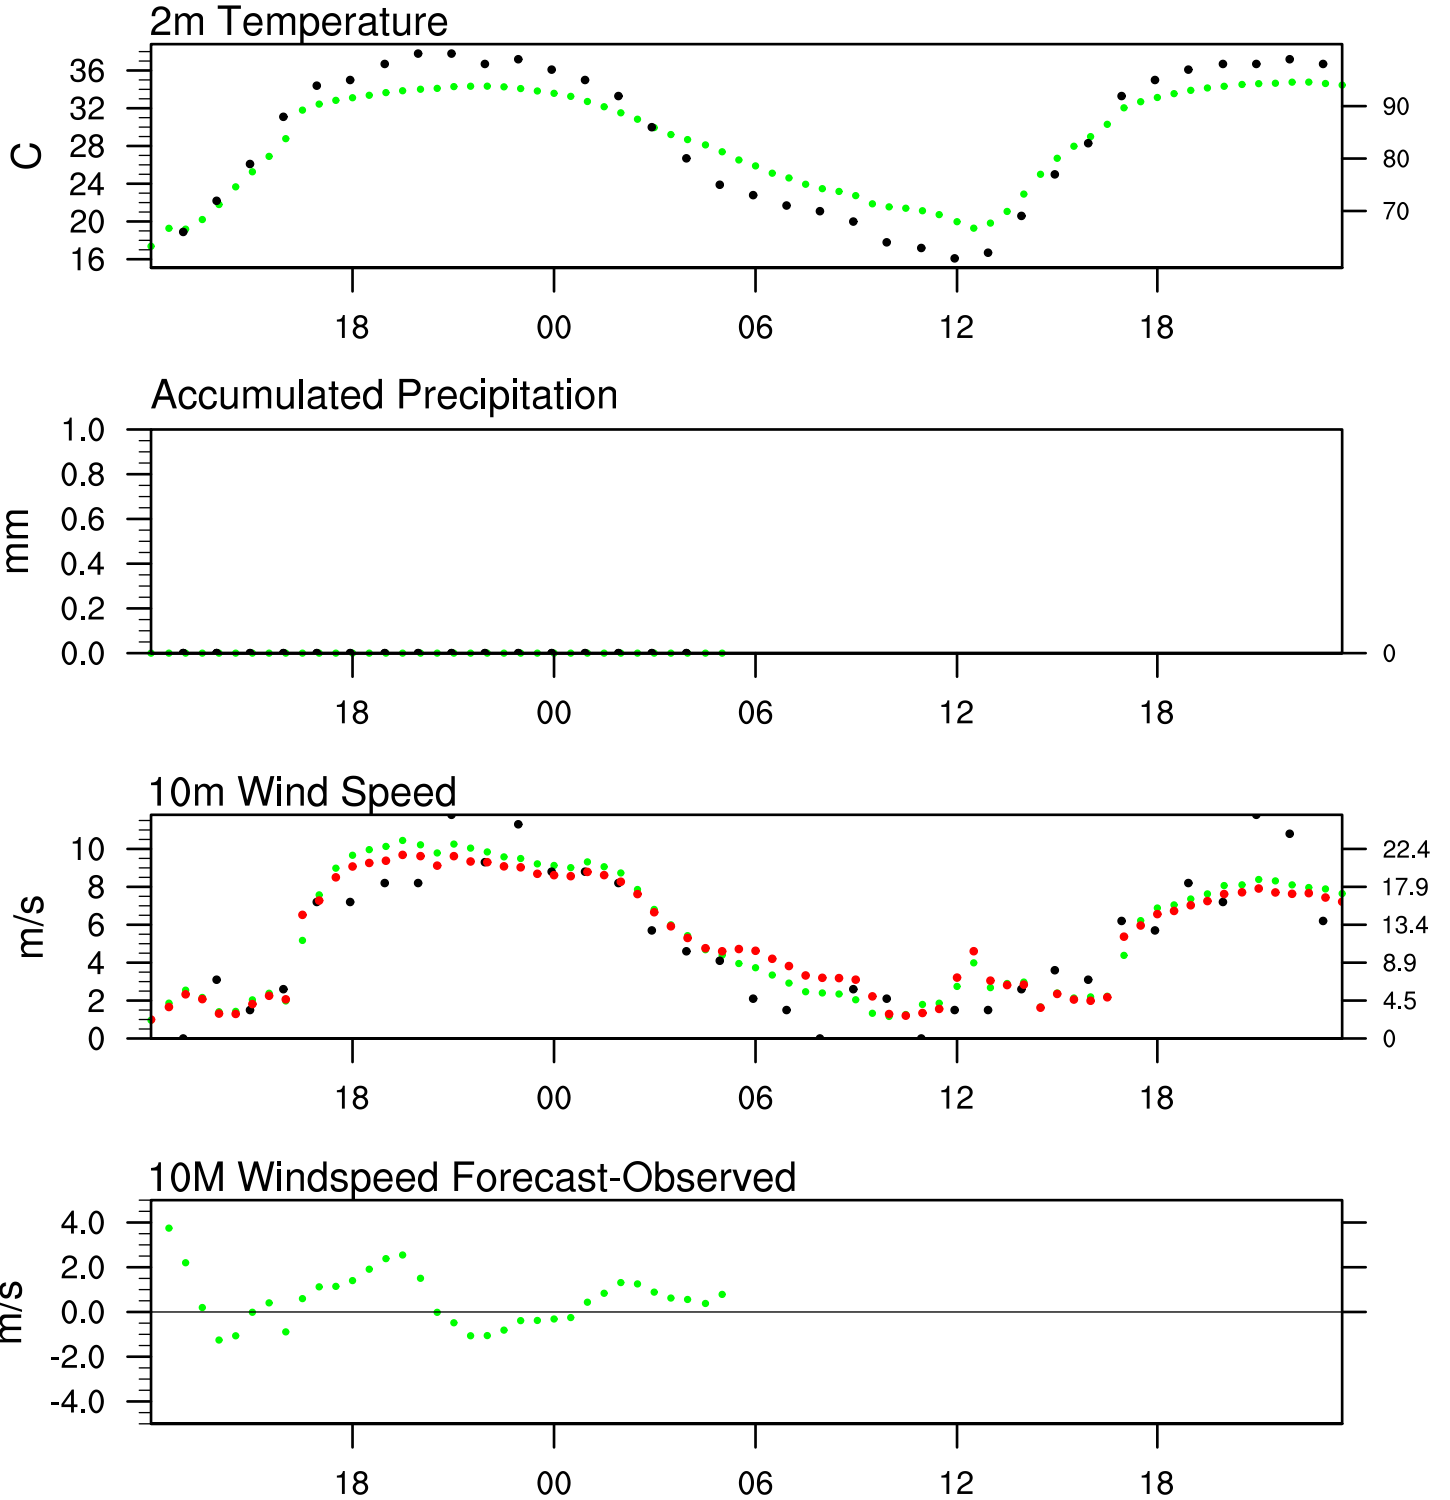 2m Temperature
36
32
28
24
20
16
C
90
80
70
18 00 06 12 18
Accumulated Precipitation
1.0
0.8
0.6
0.4
0.2
0.0
mm
0
18 00 06 12 18
10m Wind Speed
10
8
6
4
2
0
m/s
22.4
17.9
13.4
8.9
4.5
0
18 00 06 12 18
10M Windspeed Forecast-Observed
4.0
2.0
0.0
-2.0
-4.0
m/s
18 00 06 12 18